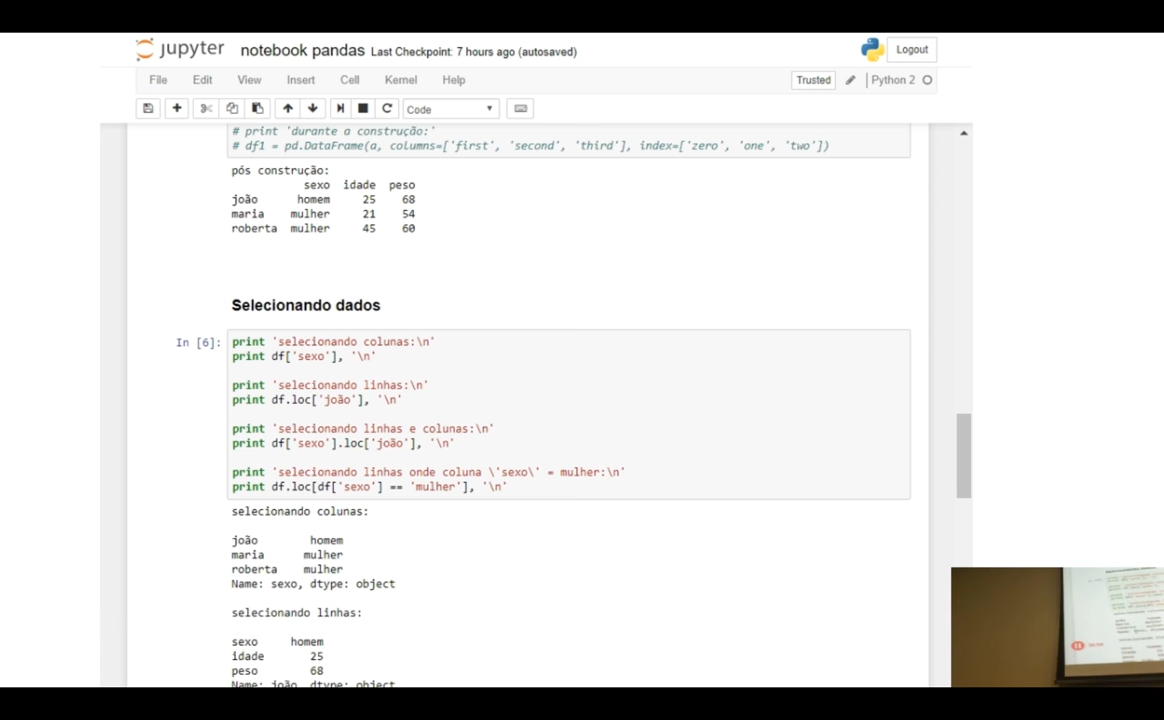 jupyter notebook pandas Last Checkpoint: 7 hours ago (autosaved) Logout
File Edit View Insert Cell Kernel Help Trusted Python 2
Code
# print 'durante a construção:'
# df1 = pd.DataFrame(a, columns=['first', 'second', 'third'], index=['zero', 'one', 'two'])
pós construção:
sexo idade peso
joão homem 25 68
maria mulher 21 54
roberta mulher 45 60
Selecionando dados
In [6]: print 'selecionando colunas:\n'
print df['sexo'], '\n'
print 'selecionando linhas:\n'
print df.loc['joão'], '\n'
print 'selecionando linhas e colunas:\n'
print df['sexo'].loc['joão'], '\n'
print 'selecionando linhas onde coluna \'sexo\' = mulher:\n'
print df.loc[df['sexo'] == 'mulher'], '\n'
selecionando colunas:
joão homem
maria mulher
roberta mulher
Name: sexo, dtype: object
selecionando linhas:
sexo homem
idade 25
peso 68
Name: joão, dtype: object